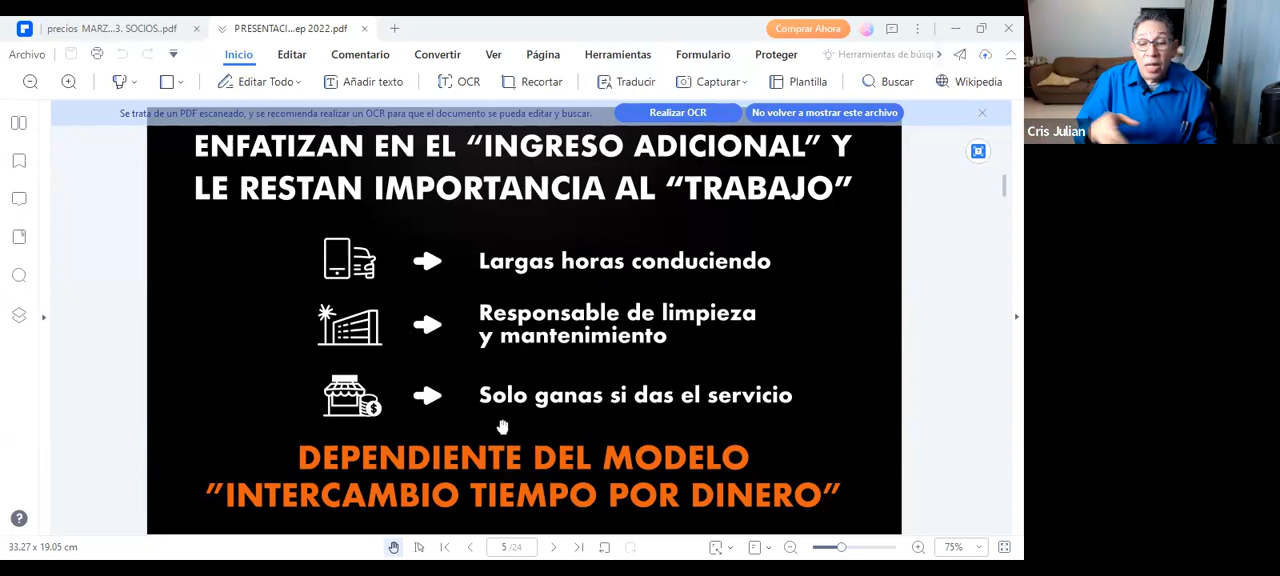 precios MARZ...3. SOCIOS..pdf
PRESENTACI...ep 2022.pdf
Comprar Ahora
Archivo
Inicio
Editar
Comentario
Convertir
Ver
Página
Herramientas
Formulario
Proteger
Herramientas de búsq
Editar Todo
Añadir texto
OCR
Recortar
Traducir
Capturar
Plantilla
Buscar
Wikipedia
Se trata de un PDF escaneado, y se recomienda realizar un OCR para que el documento se pueda editar y buscar.
Realizar OCR
No volver a mostrar este archivo
Cris Julian
ENFATIZAN EN EL “INGRESO ADICIONAL” Y
LE RESTAN IMPORTANCIA AL “TRABAJO”
Largas horas conduciendo
Responsable de limpieza
y mantenimiento
Solo ganas si das el servicio
DEPENDIENTE DEL MODELO
”INTERCAMBIO TIEMPO POR DINERO”
33.27 x 19.05 cm
5 /24
75%